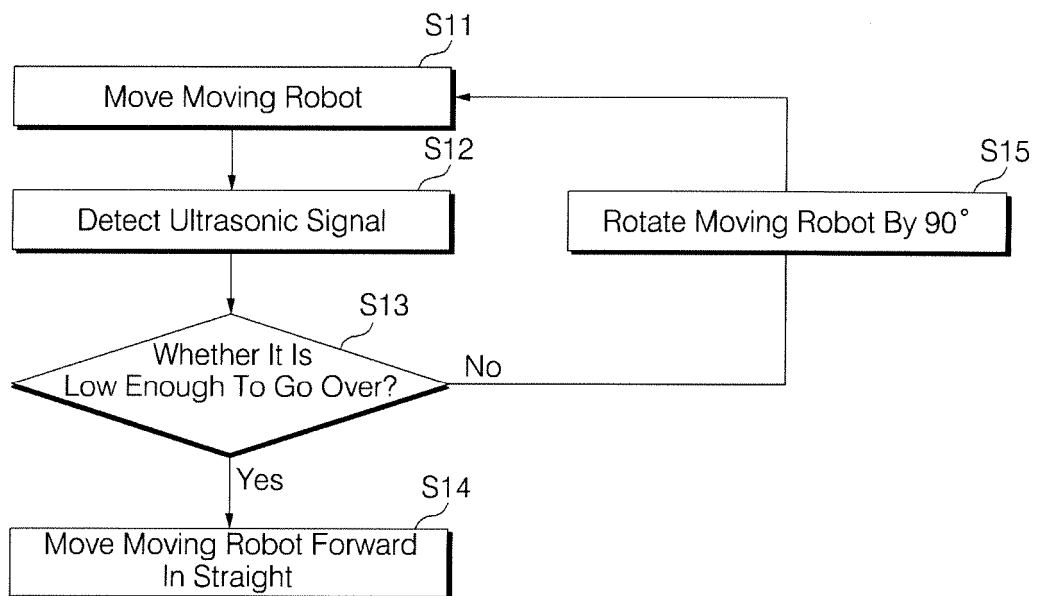 S11
Move Moving Robot
S12
Detect Ultrasonic Signal
S15
Rotate Moving Robot By 90°
S13
Whether It Is
Low Enough To Go Over?
No
Yes
S14
Move Moving Robot Forward
In Straight